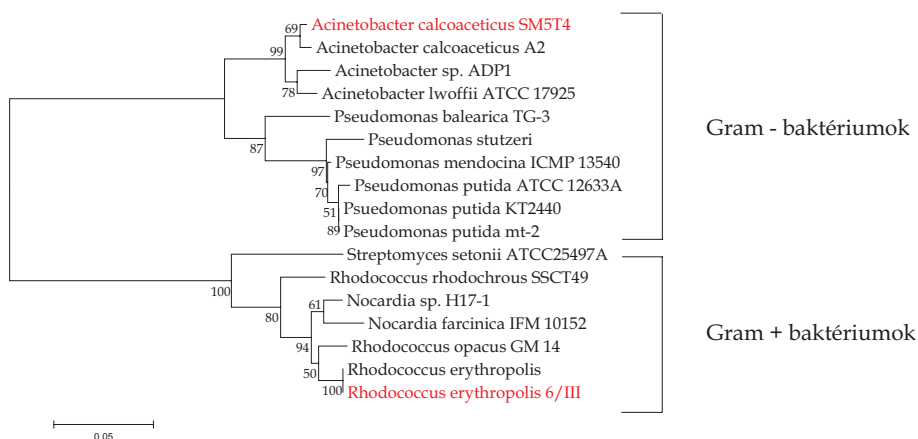 69
Acinetobacter calcoaceticus SM5T4
99
Acinetobacter calcoaceticus A2
Acinetobacter sp. ADP1
78
Acinetobacter lwoffii ATCC 17925
Pseudomonas balearica TG-3
Gram - baktériumok
87
Pseudomonas stutzeri
97
Pseudomonas mendocina ICMP 13540
70
Pseudomonas putida ATCC 12633A
51
Psuedomonas putida KT2440
89
Pseudomonas putida mt-2
Streptomyces setonii ATCC25497A
100
Rhodococcus rhodochrous SSCT49
80
61
Nocardia sp. H17-1
Nocardia farcinica IFM 10152
Gram + baktériumok
94
Rhodococcus opacus GM 14
50
Rhodococcus erythropolis
100
Rhodococcus erythropolis 6/III
0.05